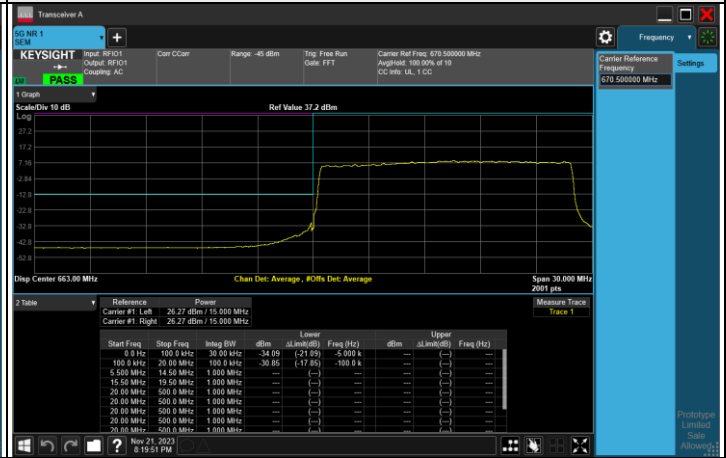 Transceiver A
5G NR 1
SEM
Frequency
KEYSIGHT
PASS
Input: RFIO1
Output: RFIO1
Coupling: AC
Corr CCorr
Range: -45 dBm
Trig: Free Run
Gate: FFT
Carrier Ref Freq: 670.500000 MHz
Avg|Hold: 100.00% of 10
CC Info: UL, 1 CC
Carrier Reference
Frequency
670.500000 MHz
Settings
1 Graph
Scale/Div 10 dB
Ref Value 37.2 dBm
Log
27.2
17.2
7.16
-2.84
-12.8
-22.8
-32.8
-42.8
-52.8
Disp Center 663.00 MHz
Chan Det: Average , #Offs Det: Average
Span 30.000 MHz
2001 pts
2 Table
Reference Power
Carrier #1: Left 26.27 dBm / 15.000 MHz
Carrier #1: Right 26.27 dBm / 15.000 MHz
Measure Trace
Trace 1
Lower Upper
Start Freq Stop Freq Integ BW dBm ΔLimit(dB) Freq (Hz) dBm ΔLimit(dB) Freq (Hz)
0.0 Hz 100.0 kHz 30.00 kHz -34.09 (-21.09) -5.000 k --- (---) ---
100.0 kHz 20.00 MHz 100.0 kHz -30.85 (-17.85) -100.0 k --- (---) ---
5.500 MHz 14.50 MHz 1.000 MHz --- (---) --- --- (---) ---
15.50 MHz 19.50 MHz 1.000 MHz --- (---) --- --- (---) ---
20.00 MHz 500.0 MHz 1.000 MHz --- (---) --- --- (---) ---
20.00 MHz 500.0 MHz 1.000 MHz --- (---) --- --- (---) ---
20.00 MHz 500.0 MHz 1.000 MHz --- (---) --- --- (---) ---
20.00 MHz 500.0 MHz 1.000 MHz --- (---) --- --- (---) ---
Prototype
Limited
Sale
Allowed
?
Nov 21, 2023
8:19:51 PM